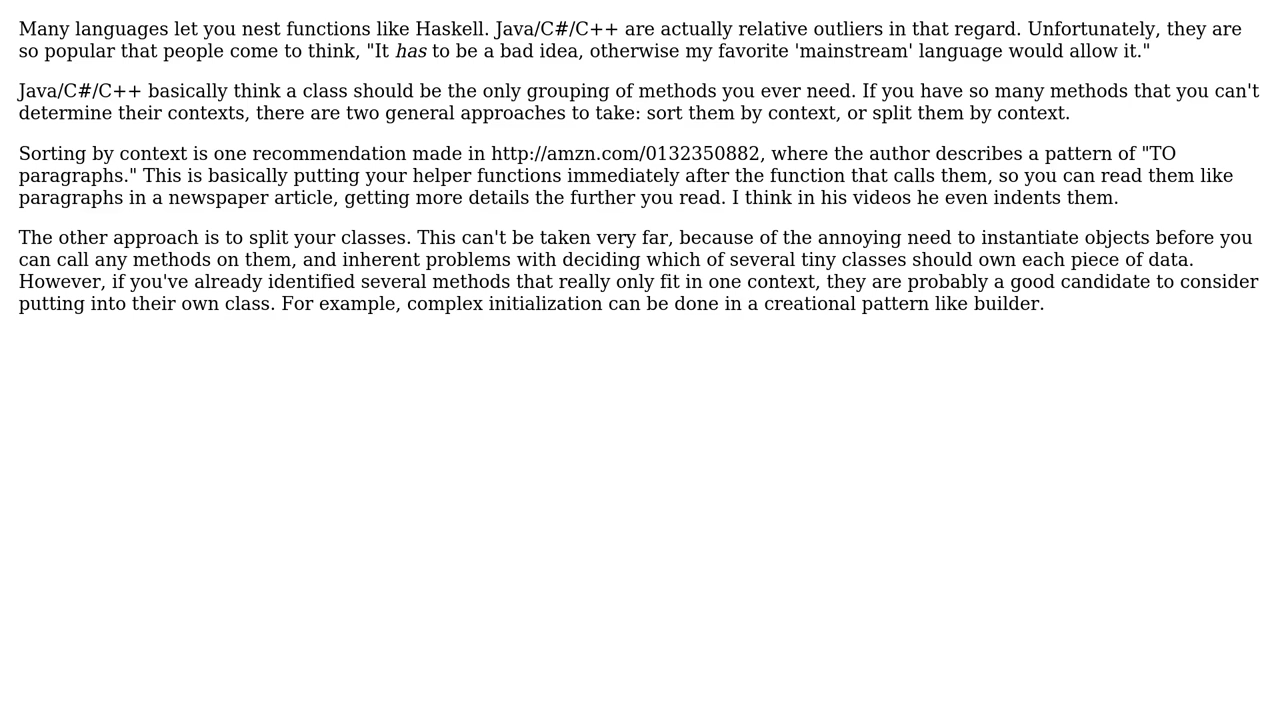 Many languages let you nest functions like Haskell. Java/C#/C++ are actually relative outliers in that regard. Unfortunately, they are
so popular that people come to think, "It has to be a bad idea, otherwise my favorite 'mainstream' language would allow it."
Java/C#/C++ basically think a class should be the only grouping of methods you ever need. If you have so many methods that you can't
determine their contexts, there are two general approaches to take: sort them by context, or split them by context.
Sorting by context is one recommendation made in http://amzn.com/0132350882, where the author describes a pattern of "TO
paragraphs." This is basically putting your helper functions immediately after the function that calls them, so you can read them like
paragraphs in a newspaper article, getting more details the further you read. I think in his videos he even indents them.
The other approach is to split your classes. This can't be taken very far, because of the annoying need to instantiate objects before you
can call any methods on them, and inherent problems with deciding which of several tiny classes should own each piece of data.
However, if you've already identified several methods that really only fit in one context, they are probably a good candidate to consider
putting into their own class. For example, complex initialization can be done in a creational pattern like builder.